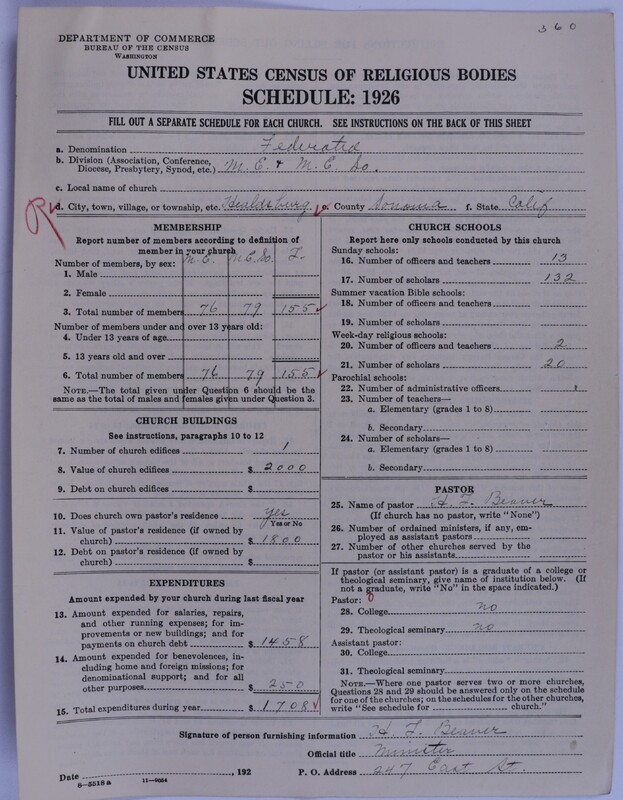 360
DEPARTMENT OF COMMERCE
BUREAU OF THE CENSUS
WASHINGTON
UNITED STATES CENSUS OF RELIGIOUS BODIES
SCHEDULE: 1926
FILL OUT A SEPARATE SCHEDULE FOR EACH CHURCH. SEE INSTRUCTIONS ON THE BACK OF THIS SHEET
a. Denomination Federated
b. Division (Association, Conference, Diocese, Presbytery, Synod, etc.) M. E. & M. E. So.
c. Local name of church
d. City, town, village, or township, etc. Healdsburg e. County Sonoma f. State Calif
MEMBERSHIP
Report number of members according to definition of member in your church
M.E. M.E.So. F
Number of members, by sex:
1. Male
2. Female
3. Total number of members 76 79 155
Number of members under and over 13 years old:
4. Under 13 years of age
5. 13 years old and over
6. Total number of members 76 79 155
NOTE.—The total given under Question 6 should be
same as the total of males and females given under Question 3.
CHURCH BUILDINGS
See instructions, paragraphs 10 to 12
7. Number of church edifices 1
8. Value of church edifices $ 2000
9. Debt on church edifices $
10. Does church own pastor's residence yes
Yes or No
11. Value of pastor's residence (if owned by
church) $ 1800
12. Debt on pastor's residence (if owned by
church) $
EXPENDITURES
Amount expended by your church during last fiscal year
13. Amount expended for salaries, repairs,
and other running expenses; for im-
provements or new buildings; and for
payments on church debt $ 1458
14. Amount expended for benevolences, in-
cluding home and foreign missions; for
denominational support; and for all
other purposes $ 250
15. Total expenditures during year $ 1708
CHURCH SCHOOLS
Report here only schools conducted by this church
Sunday schools:
16. Number of officers and teachers 13
17. Number of scholars 132
Summer vacation Bible schools:
18. Number of officers and teachers
19. Number of scholars
Week-day religious schools:
20. Number of officers and teachers 2
21. Number of scholars 20
Parochial schools:
22. Number of administrative officers
23. Number of teachers—
a. Elementary (grades 1 to 8)
b. Secondary
24. Number of scholars—
a. Elementary (grades 1 to 8)
b. Secondary
PASTOR
25. Name of pastor H. F. Beaver
(If church has no pastor, write "None")
26. Number of ordained ministers, if any, em-
ployed as assistant pastors
27. Number of other churches served by the
pastor or his assistants
If pastor (or assistant pastor) is a graduate of a college or
theological seminary, give name of institution below. (If
not a graduate, write "No" in the space indicated.)
Pastor: 0
28. College no
29. Theological seminary no
Assistant pastor:
30. College
31. Theological seminary
NOTE.—Where one pastor serves two or more churches,
Questions 28 and 29 should be answered only on the schedule
for one of the churches; on the schedules for the other churches,
write "See schedule for church."
Signature of person furnishing information H. F. Beaver
Official title Minister
Date , 192 P. O. Address 247 East St.
8—5518a 11—9084